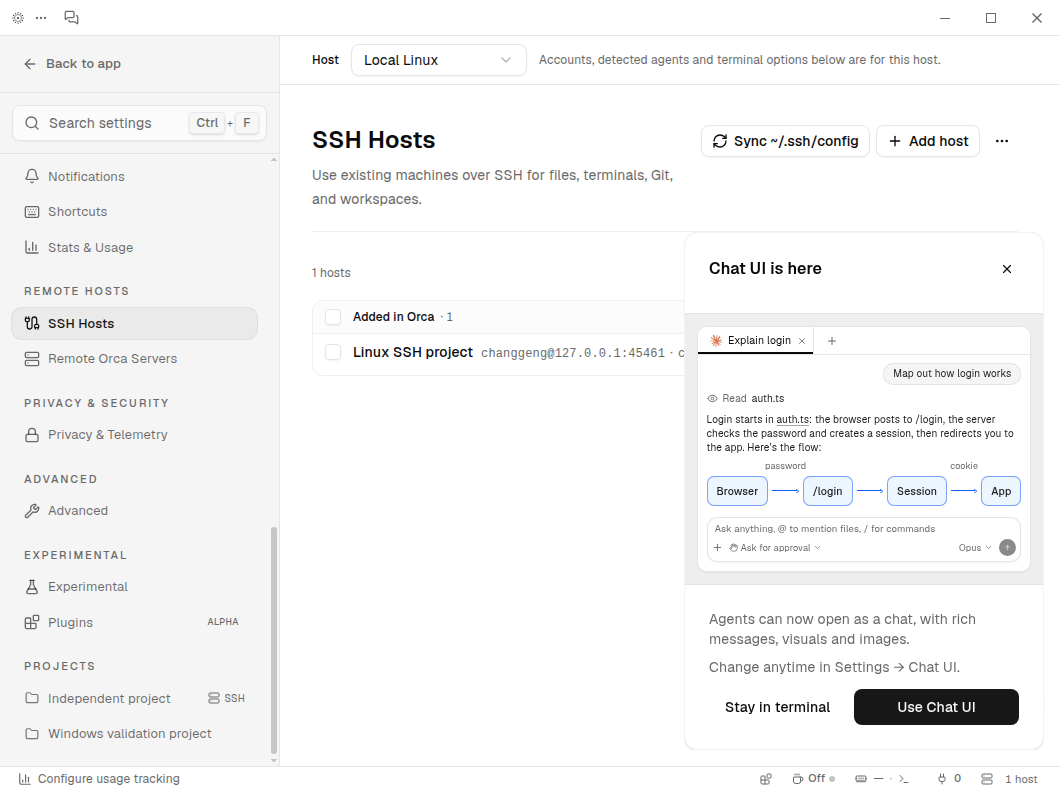 Back to app
Search settings
Ctrl + F
Notifications
Shortcuts
Stats & Usage
REMOTE HOSTS
SSH Hosts
Remote Orca Servers
PRIVACY & SECURITY
Privacy & Telemetry
ADVANCED
Advanced
EXPERIMENTAL
Experimental
Plugins ALPHA
PROJECTS
Independent project SSH
Windows validation project
Host Local Linux Accounts, detected agents and terminal options below are for this host.
SSH Hosts
Sync ~/.ssh/config
Add host
Use existing machines over SSH for files, terminals, Git,
and workspaces.
1 hosts
Added in Orca · 1
Linux SSH project changgeng@127.0.0.1:45461 · c
Chat UI is here
Explain login
Map out how login works
Read auth.ts
Login starts in auth.ts: the browser posts to /login, the server
checks the password and creates a session, then redirects you to
the app. Here's the flow:
password cookie
Browser /login Session App
Ask anything, @ to mention files, / for commands
Ask for approval Opus
Agents can now open as a chat, with rich
messages, visuals and images.
Change anytime in Settings → Chat UI.
Stay in terminal Use Chat UI
Configure usage tracking Off — · 0 1 host